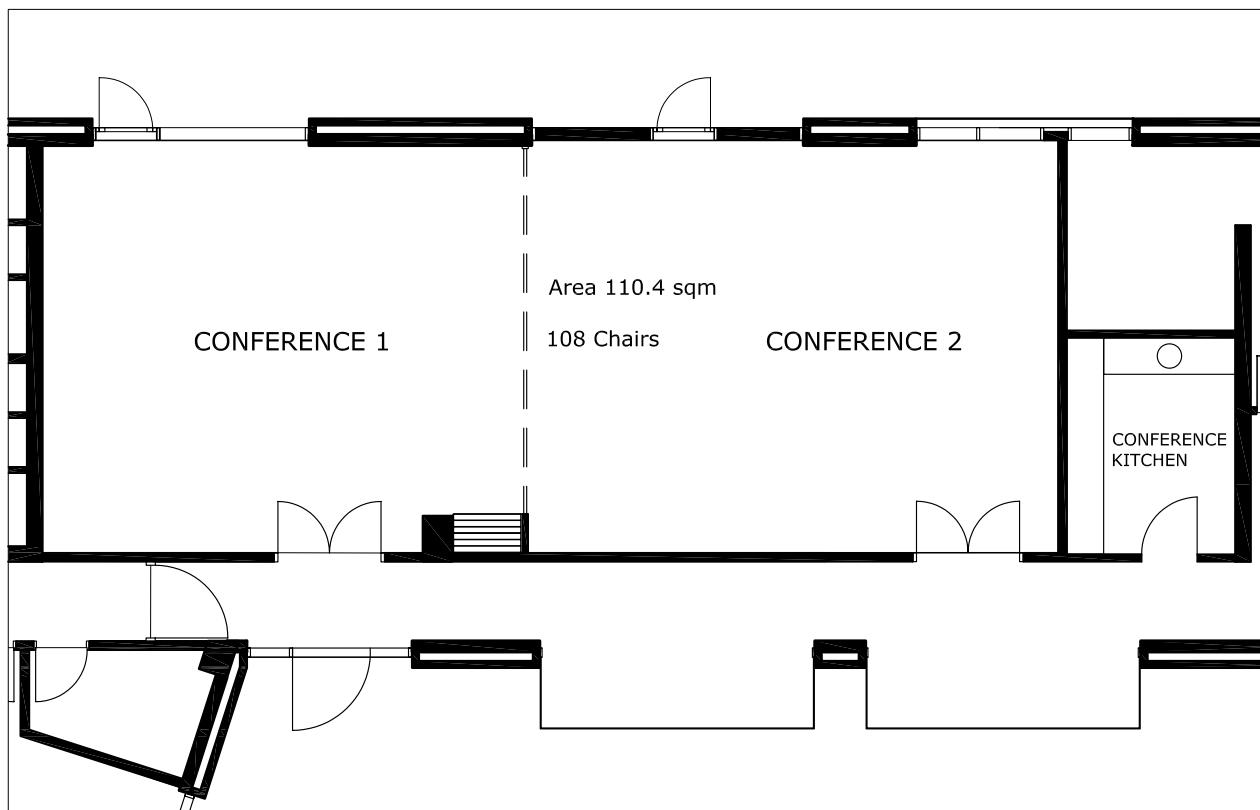 Area 110.4 sqm
108 Chairs
CONFERENCE 1
CONFERENCE 2
CONFERENCE
KITCHEN